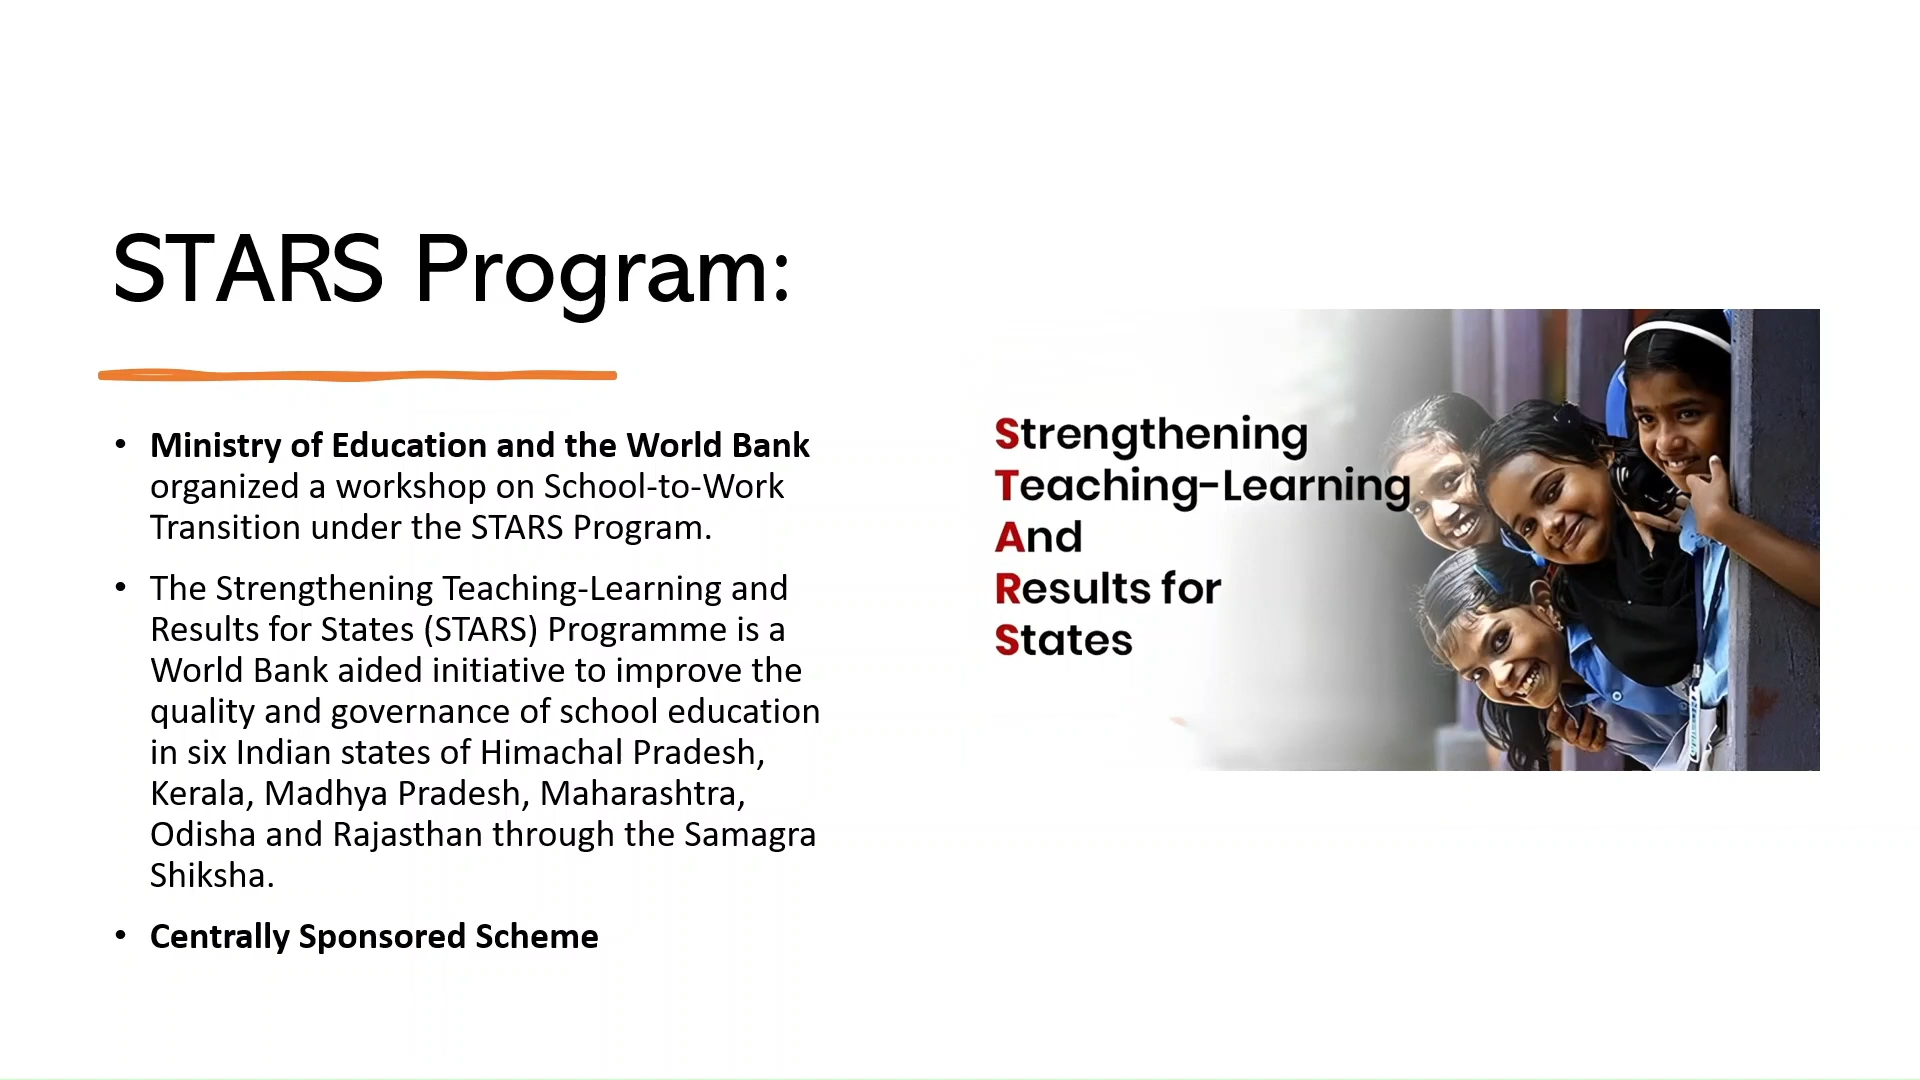 STARS Program:
• Ministry of Education and the World Bank
organized a workshop on School-to-Work
Transition under the STARS Program.
• The Strengthening Teaching-Learning and
Results for States (STARS) Programme is a
World Bank aided initiative to improve the
quality and governance of school education
in six Indian states of Himachal Pradesh,
Kerala, Madhya Pradesh, Maharashtra,
Odisha and Rajasthan through the Samagra
Shiksha.
• Centrally Sponsored Scheme
Strengthening
Teaching-Learning
And
Results for
States